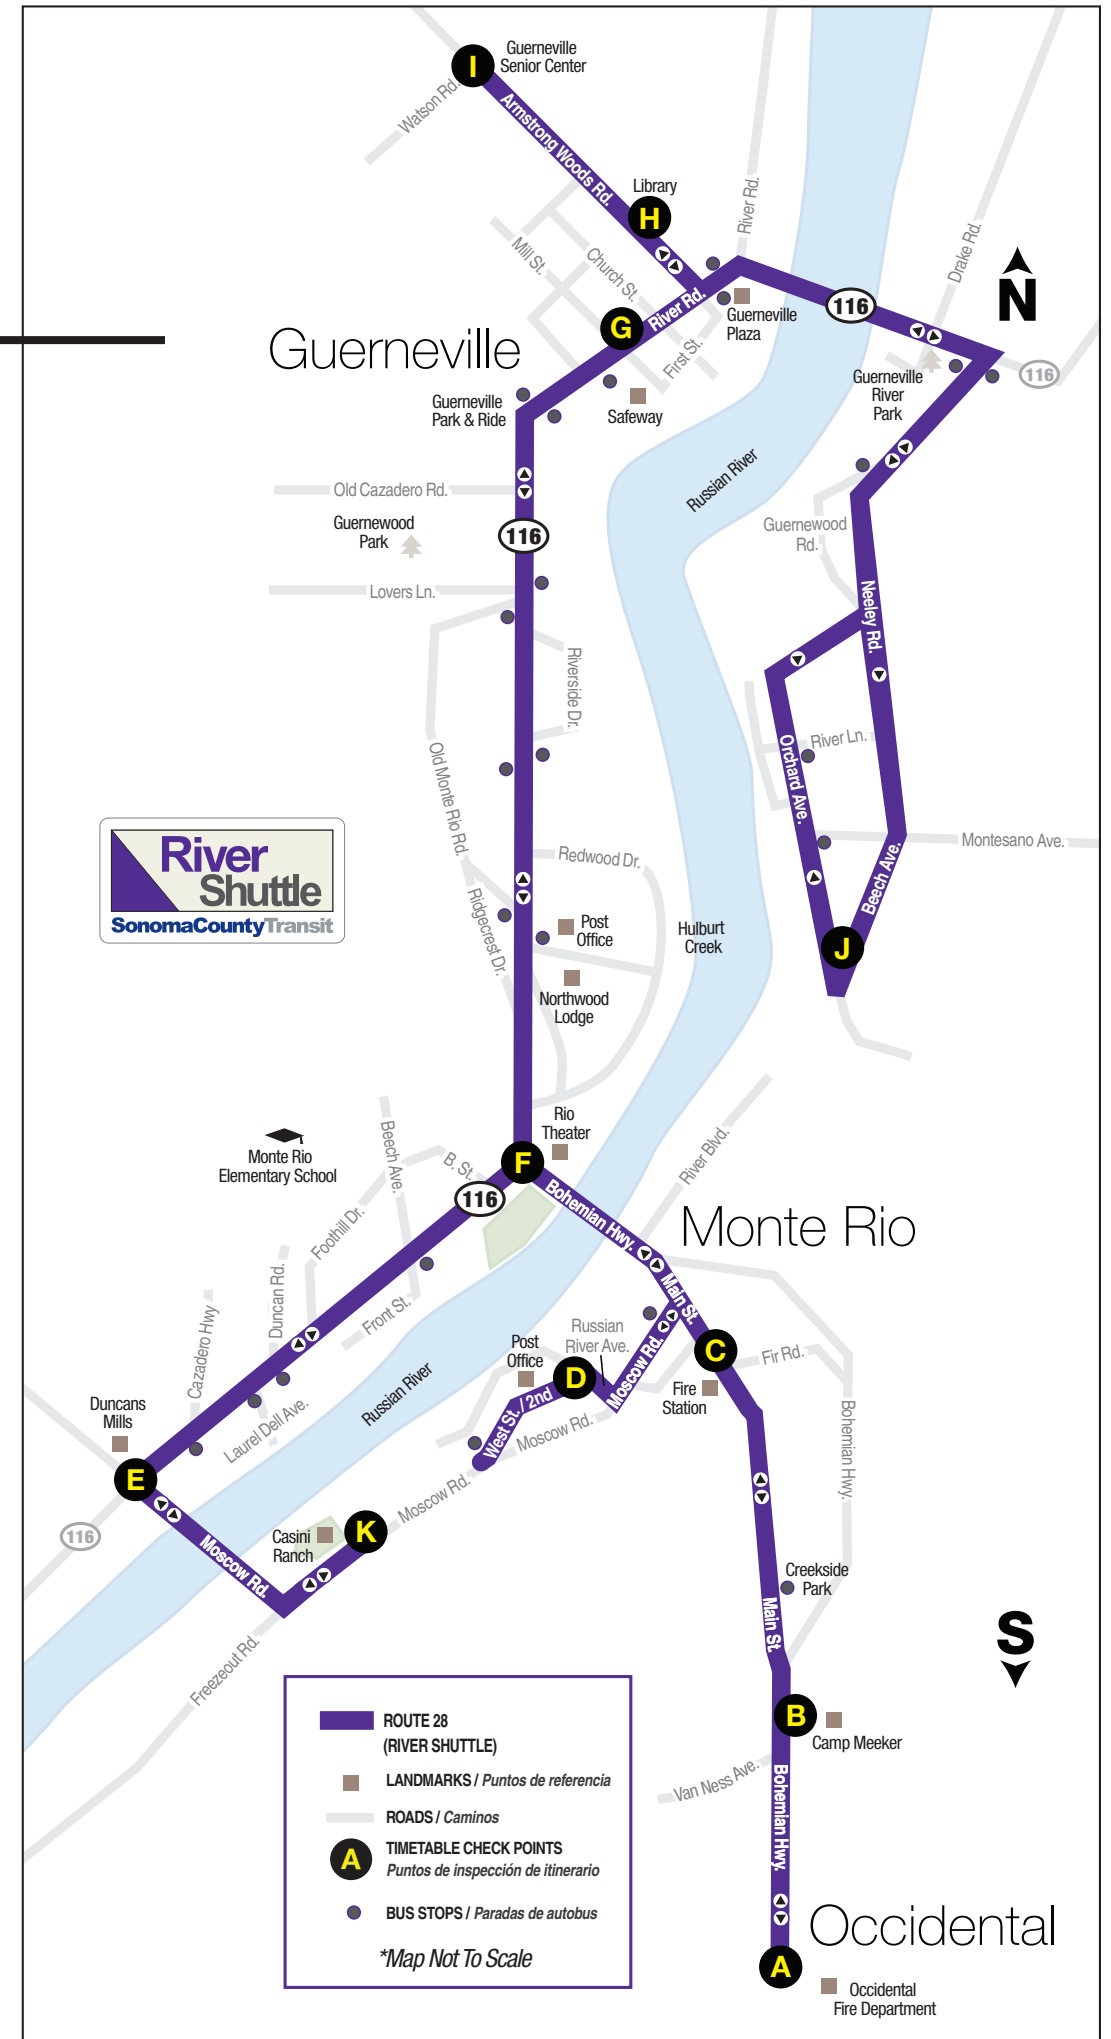 I
Guerneville
Senior Center
Watson Rd.
Armstrong Woods Rd.
Library
H
River Rd.
Drake Rd.
N
Mill St.
Church St.
G
River Rd.
116
Guerneville
Plaza
First St.
116
Guerneville
Guerneville
River
Park
Guerneville
Park & Ride
Safeway
Russian River
Old Cazadero Rd.
Guernewood
Park
116
Guernewood
Rd.
Lovers Ln.
Neeley Rd.
Riverside Dr.
Old Monte Rio Rd.
River Ln.
Orchard Ave.
River
Shuttle
SonomaCountyTransit
Redwood Dr.
Montesano Ave.
Beech Ave.
Ridgecrest Dr.
Post
Office
Hulburt
Creek
J
Northwood
Lodge
Rio
Theater
Monte Rio
Elementary School
Beech Ave.
B. St.
F
River Blvd.
116
Bohemian Hwy.
Monte Rio
Foothill Dr.
Duncan Rd.
Cazadero Hwy
Front St.
Main St.
Russian
River Ave.
Moscow Rd.
C
Fir Rd.
Post
Office
D
Fire
Station
Russian River
Duncans
Mills
Laurel Dell Ave.
West St. / 2nd
Moscow Rd.
Bohemian Hwy.
E
Moscow Rd.
116
Casini
Ranch
K
Moscow Rd.
Creekside
Park
Main St.
S
Freezeout Rd.
B
Camp Meeker
Van Ness Ave.
Bohemian Hwy.
ROUTE 28
(RIVER SHUTTLE)
LANDMARKS / Puntos de referencia
ROADS / Caminos
A
TIMETABLE CHECK POINTS
Puntos de inspección de itinerario
BUS STOPS / Paradas de autobus
*Map Not To Scale
Occidental
A
Occidental
Fire Department